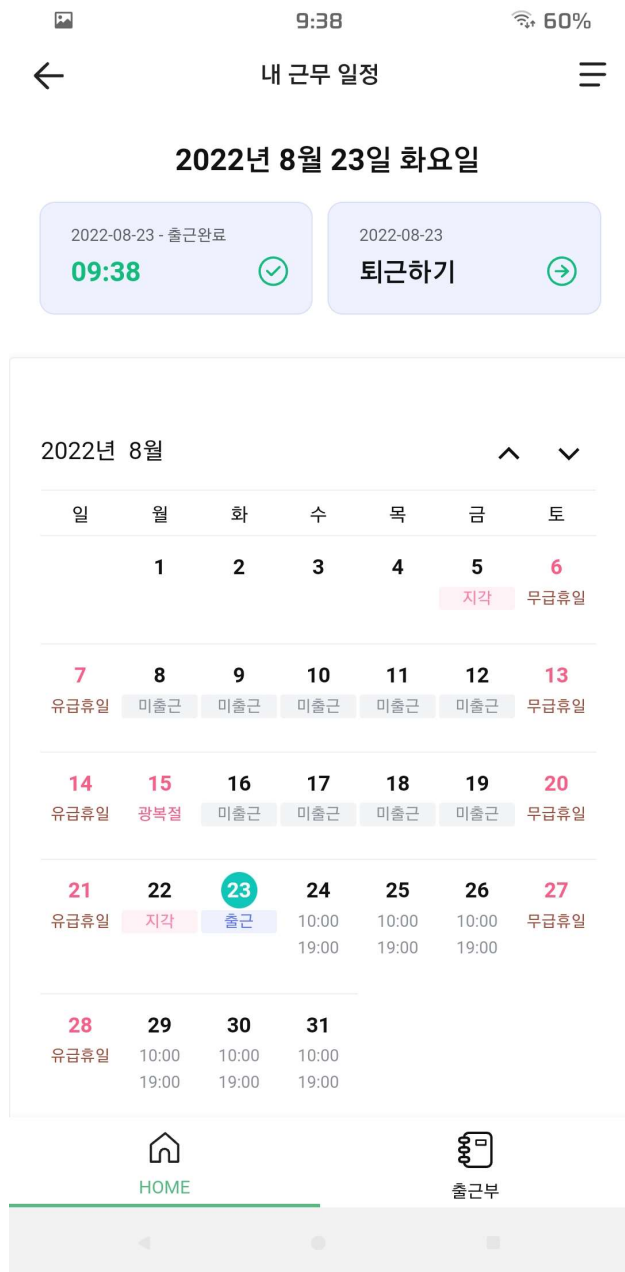 9:38 60%
내 근무 일정
2022년 8월 23일 화요일
2022-08-23 - 출근완료
09:38
2022-08-23
퇴근하기
2022년 8월
일 월 화 수 목 금 토
1 2 3 4 5 6
지각 무급휴일
7 8 9 10 11 12 13
유급휴일 미출근 미출근 미출근 미출근 미출근 무급휴일
14 15 16 17 18 19 20
유급휴일 광복절 미출근 미출근 미출근 미출근 무급휴일
21 22 23 24 25 26 27
유급휴일 지각 출근 10:00 10:00 10:00 무급휴일
19:00 19:00 19:00
28 29 30 31
유급휴일 10:00 10:00 10:00
19:00 19:00 19:00
HOME 출근부